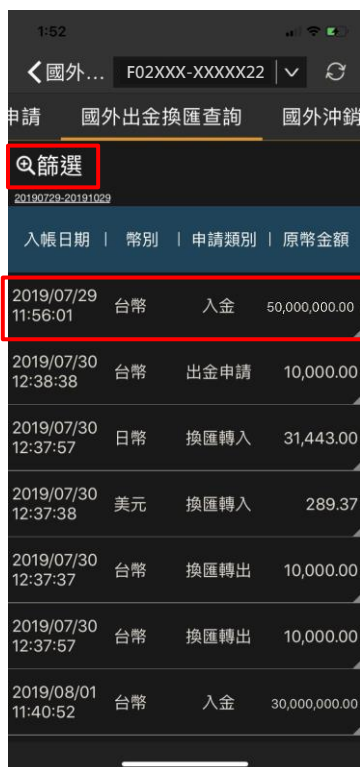 1:52
國外... F02XXX-XXXXX22
申請 國外出金換匯查詢 國外沖銷
篩選
20190729-20191029
入帳日期 | 幣別 | 申請類別 | 原幣金額
2019/07/29
11:56:01 台幣 入金 50,000,000.00
2019/07/30
12:38:38 台幣 出金申請 10,000.00
2019/07/30
12:37:57 日幣 換匯轉入 31,443.00
2019/07/30
12:37:38 美元 換匯轉入 289.37
2019/07/30
12:37:37 台幣 換匯轉出 10,000.00
2019/07/30
12:37:57 台幣 換匯轉出 10,000.00
2019/08/01
11:40:52 台幣 入金 30,000,000.00